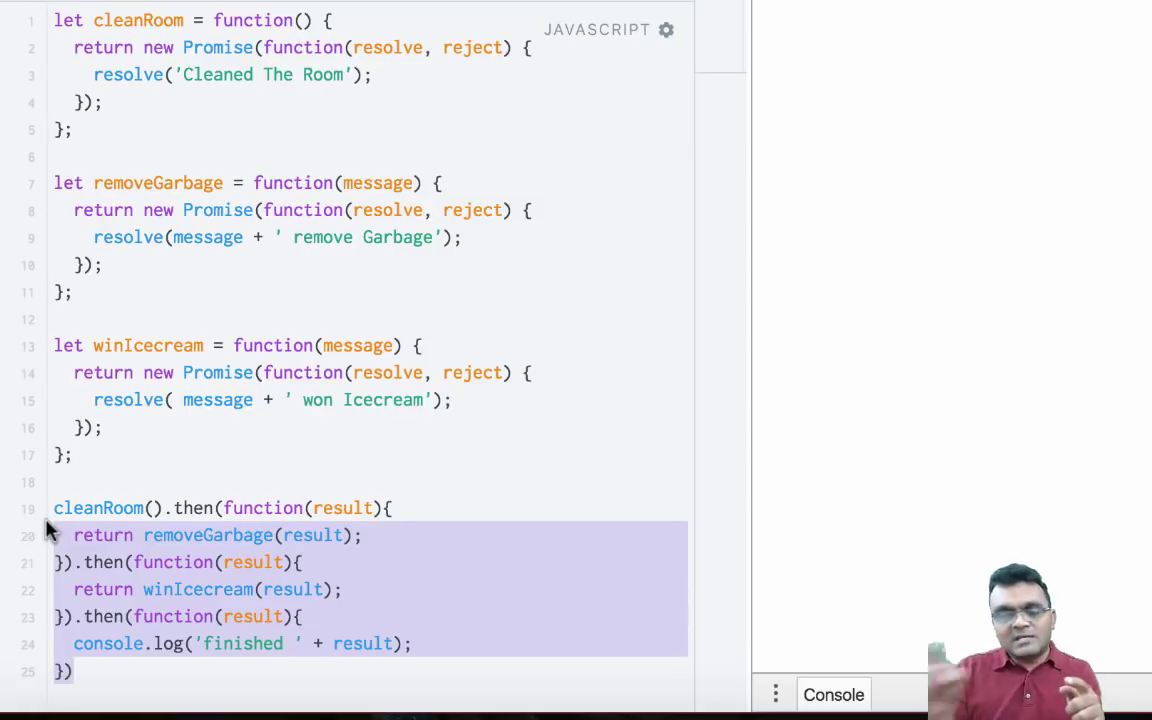 1 let cleanRoom = function() {
JAVASCRIPT
2 return new Promise(function(resolve, reject) {
3 resolve('Cleaned The Room');
4 });
5 };
6
7 let removeGarbage = function(message) {
8 return new Promise(function(resolve, reject) {
9 resolve(message + ' remove Garbage');
10 });
11 };
12
13 let winIcecream = function(message) {
14 return new Promise(function(resolve, reject) {
15 resolve( message + ' won Icecream');
16 });
17 };
18
19 cleanRoom().then(function(result){
20 return removeGarbage(result);
21 }).then(function(result){
22 return winIcecream(result);
23 }).then(function(result){
24 console.log('finished ' + result);
25 })
Console